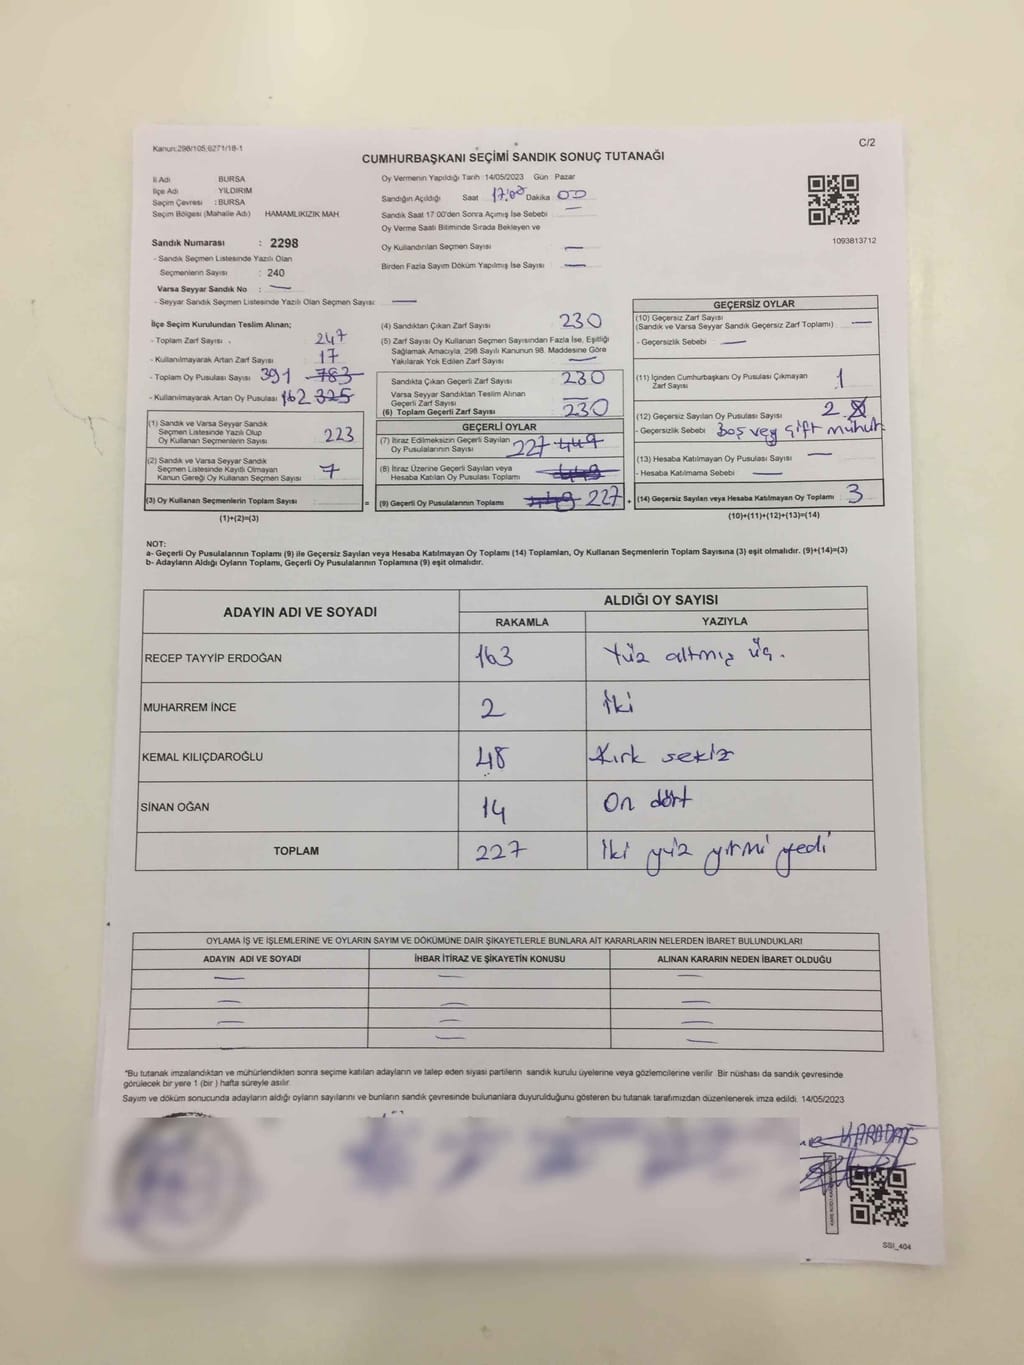 Kanun:298/105,6271/18-1
C/2
CUMHURBAŞKANI SEÇİMİ SANDIK SONUÇ TUTANAĞI
İl Adı BURSA
İlçe Adı YILDIRIM
Seçim Çevresi : BURSA
Seçim Bölgesi (Mahalle Adı) HAMAMLIKIZIK MAH.
Sandık Numarası : 2298
- Sandık Seçmen Listesinde Yazılı Olan
Seçmenlerin Sayısı : 240
Varsa Seyyar Sandık No : —
- Seyyar Sandık Seçmen Listesinde Yazılı Olan Seçmen Sayısı: —
Oy Vermenin Yapıldığı Tarih :14/05/2023 Gün Pazar
Sandığın Açıldığı Saat 17:00 Dakika 00
Sandık Saat 17.00'den Sonra Açımış İse Sebebi —
Oy Verme Saati Bitiminde Sırada Bekleyen ve
Oy Kullandırılan Seçmen Sayısı —
Birden Fazla Sayım Döküm Yapılmış İse Sayısı —
1093813712
İlçe Seçim Kurulundan Teslim Alınan;
- Toplam Zarf Sayısı 247
- Kullanılmayarak Artan Zarf Sayısı 17
- Toplam Oy Pusulası Sayısı 391 783
- Kullanılmayarak Artan Oy Pusulası 162 325
(1) Sandık ve Varsa Seyyar Sandık
Seçmen Listesinde Yazılı Olup
Oy Kullanan Seçmenlerin Sayısı 223
(2) Sandık ve Varsa Seyyar Sandık
Seçmen Listesinde Kayıtlı Olmayan
Kanun Gereği Oy Kullanan Seçmen Sayısı 7
(3) Oy Kullanan Seçmenlerin Toplam Sayısı =
(1)+(2)=(3)
(4) Sandıktan Çıkan Zarf Sayısı 230
(5) Zarf Sayısı Oy Kullanan Seçmen Sayısından Fazla İse, Eşitliği
Sağlamak Amacıyla, 298 Sayılı Kanunun 98. Maddesine Göre
Yakılarak Yok Edilen Zarf Sayısı —
Sandıkta Çıkan Geçerli Zarf Sayısı 230
Varsa Seyyar Sandıktan Teslim Alınan
Geçerli Zarf Sayısı —
(6) Toplam Geçerli Zarf Sayısı 230
GEÇERLİ OYLAR
(7) İtiraz Edilmeksizin Geçerli Sayılan
Oy Pusulalarının Sayısı 227 449
(8) İtiraz Üzerine Geçerli Sayılan veya
Hesaba Katılan Oy Pusulası Toplamı
(9) Geçerli Oy Pusulalarının Toplamı 227 +
GEÇERSİZ OYLAR
(10) Geçersiz Zarf Sayısı
(Sandık ve Varsa Seyyar Sandık Geçersiz Zarf Toplamı) —
- Geçersizlik Sebebi —
(11) İçinden Cumhurbaşkanı Oy Pusulası Çıkmayan
Zarf Sayısı 1
(12) Geçersiz Sayılan Oy Pusulası Sayısı 2
- Geçersizlik Sebebi Boş vey çift mühür
(13) Hesaba Katılmayan Oy Pusulası Sayısı —
- Hesaba Katılmama Sebebi —
(14) Geçersiz Sayılan veya Hesaba Katılmayan Oy Toplamı 3
(10)+(11)+(12)+(13)=(14)
NOT:
a- Geçerli Oy Pusulalarının Toplamı (9) ile Geçersiz Sayılan veya Hesaba Katılmayan Oy Toplamı (14) Toplamları, Oy Kullanan Seçmenlerin Toplam Sayısına (3) eşit olmalıdır. (9)+(14)=(3)
b- Adayların Aldığı Oyların Toplamı, Geçerli Oy Pusulalarının Toplamına (9) eşit olmalıdır.
ADAYIN ADI VE SOYADI ALDIĞI OY SAYISI
RAKAMLA YAZIYLA
RECEP TAYYİP ERDOĞAN 163 Yüz altmış üç.
MUHARREM İNCE 2 İki
KEMAL KILIÇDAROĞLU 48 Kırk sekiz
SİNAN OĞAN 14 On dört
TOPLAM 227 İki yüz yirmi yedi
OYLAMA İŞ VE İŞLEMLERİNE VE OYLARIN SAYIM VE DÖKÜMÜNE DAİR ŞİKAYETLERLE BUNLARA AİT KARARLARIN NELERDEN İBARET BULUNDUKLARI
ADAYIN ADI VE SOYADI İHBAR İTİRAZ VE ŞİKAYETİN KONUSU ALINAN KARARIN NEDEN İBARET OLDUĞU
— — —
— — —
— — —
— — —
*Bu tutanak imzalandıktan ve mühürlendikten sonra seçime katılan adayların ve talep eden siyasi partilerin sandık kurulu üyelerine veya gözlemcilerine verilir. Bir nüshası da sandık çevresinde
görülecek bir yere 1 (bir ) hafta süreyle asılır.
Sayım ve döküm sonucunda adayların aldığı oyların sayılarını ve bunların sandık çevresinde bulunanlara duyurulduğunu gösteren bu tutanak tarafımızdan düzenlenerek imza edildi. 14/05/2023
KARADAĞ
SSI_404